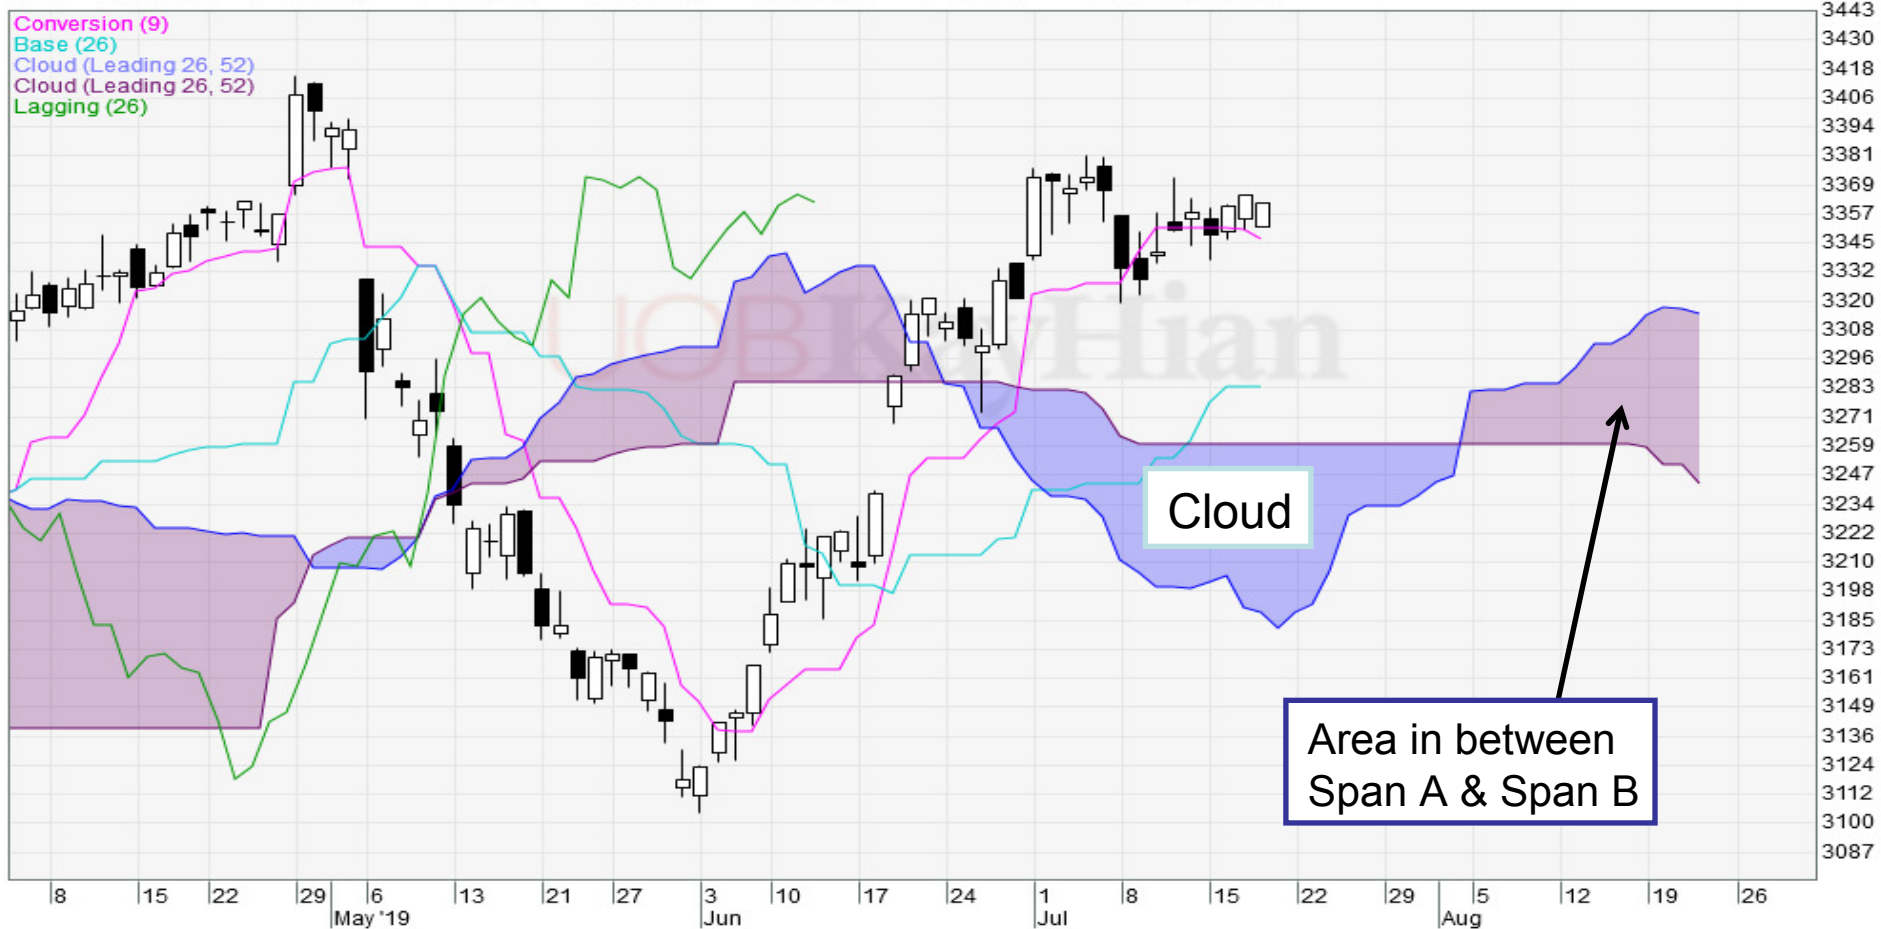 Conversion (9)
Base (26)
Cloud (Leading 26, 52)
Cloud (Leading 26, 52)
Lagging (26)
UOBKayHian
3443
3430
3418
3406
3394
3381
3369
3357
3345
3332
3320
3308
3296
3283
3271
3259
3247
3234
3222
3210
3198
3185
3173
3161
3149
3136
3124
3112
3100
3087
Cloud
Area in between
Span A & Span B
8 15 22 29 6 13 21 27 3 10 17 24 1 8 15 22 29 5 12 19 26
May '19 Jun Jul Aug